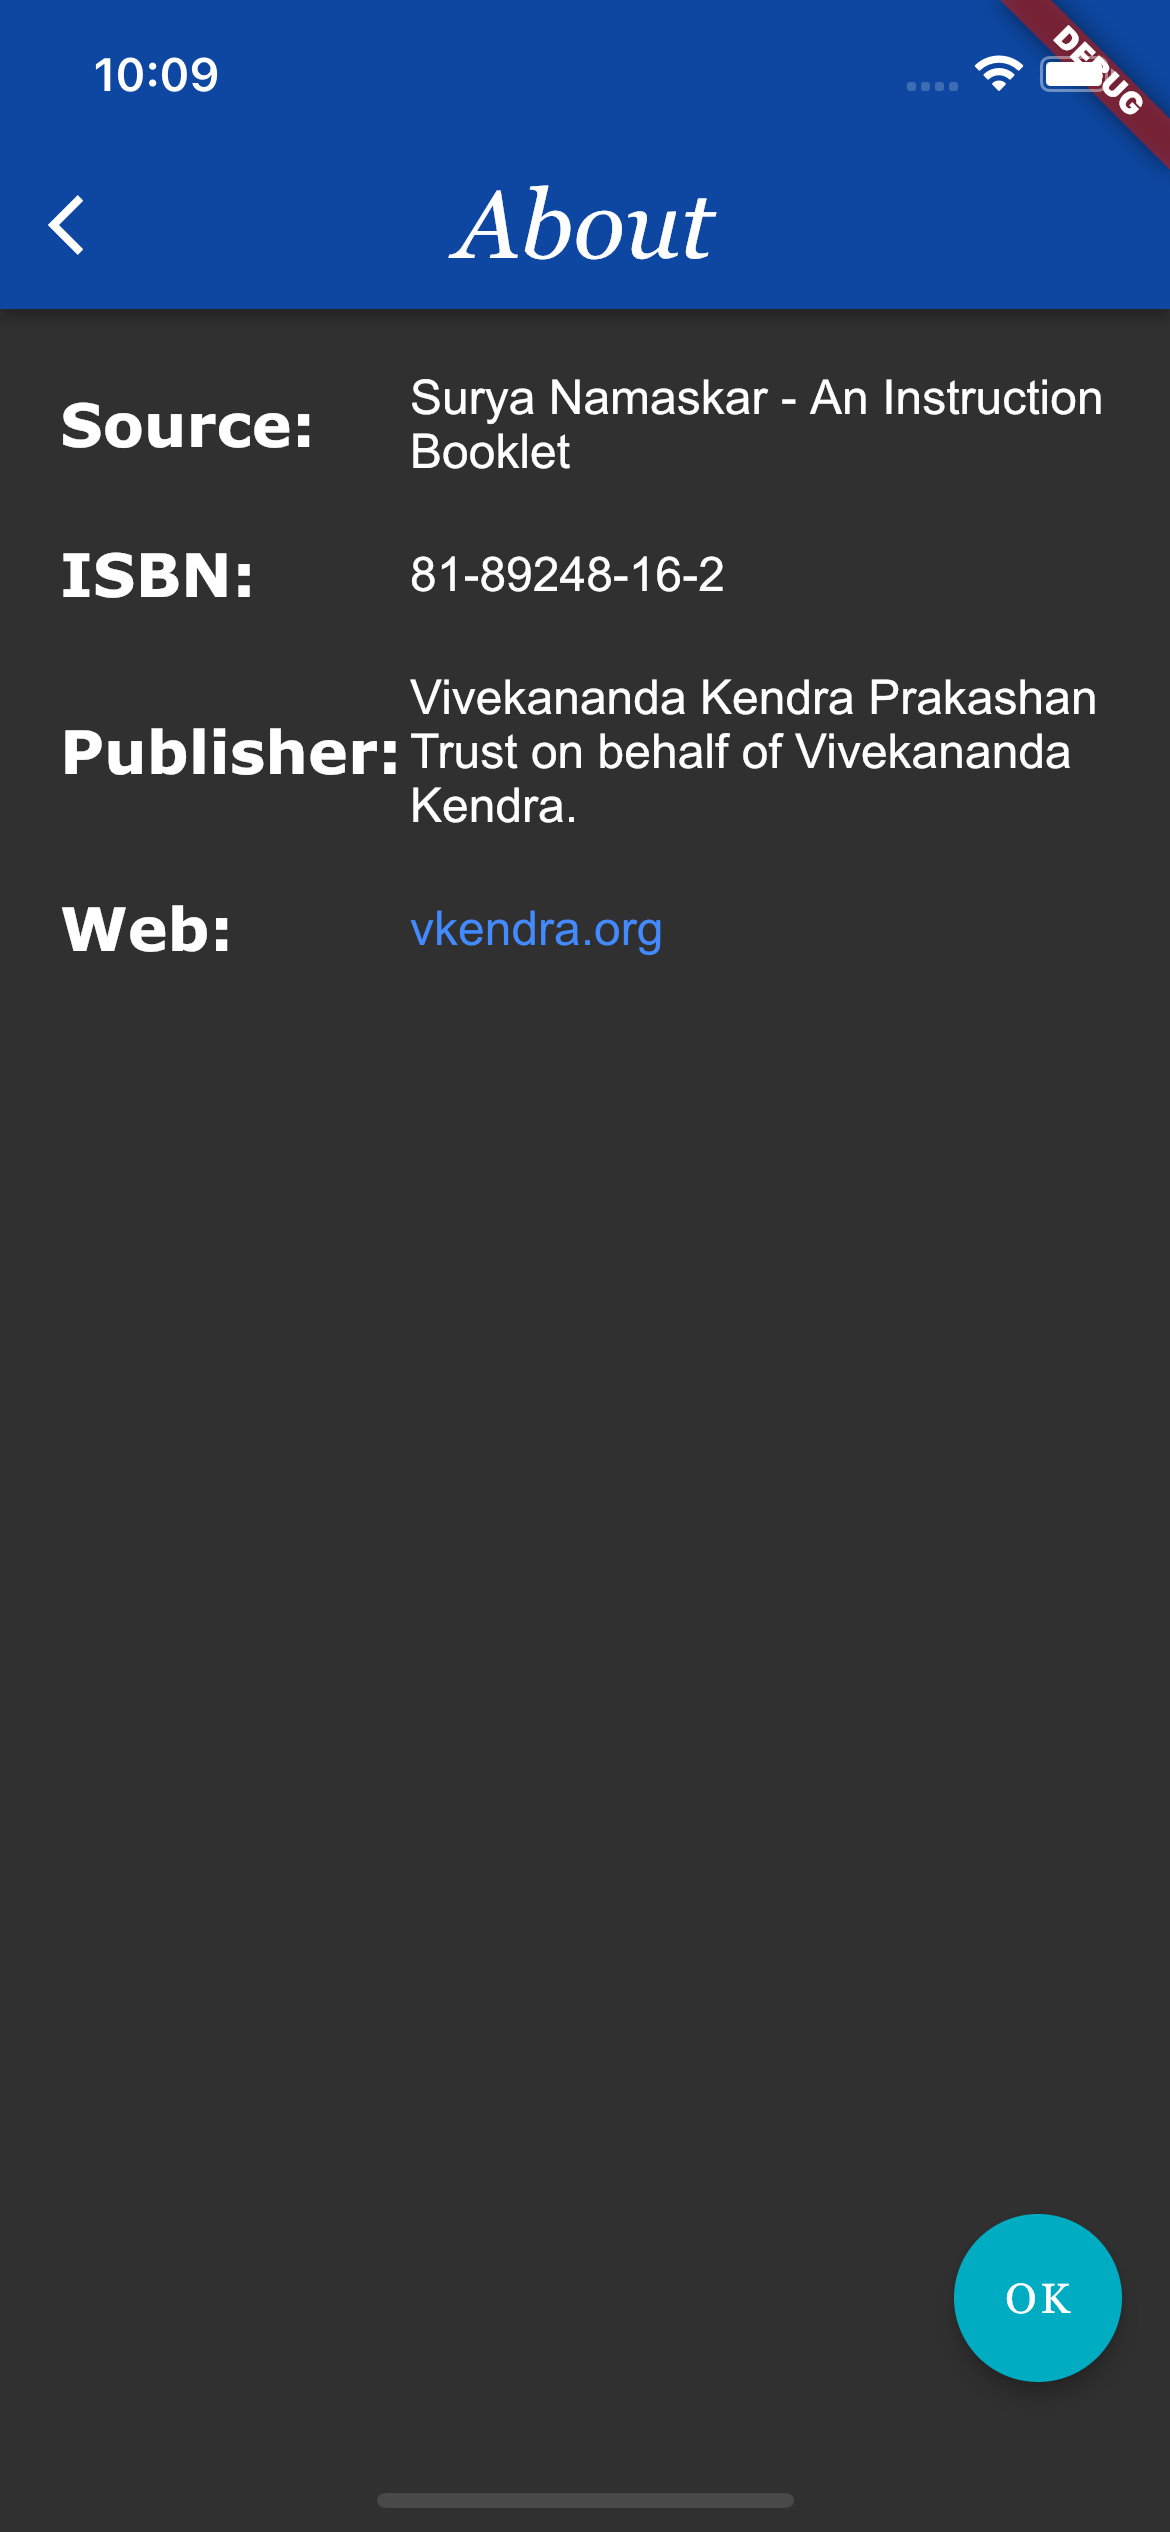 10:09
DEBUG
About
Source:
Surya Namaskar - An Instruction
Booklet
ISBN:
81-89248-16-2
Publisher:
Vivekananda Kendra Prakashan
Trust on behalf of Vivekananda
Kendra.
Web:
vkendra.org
OK